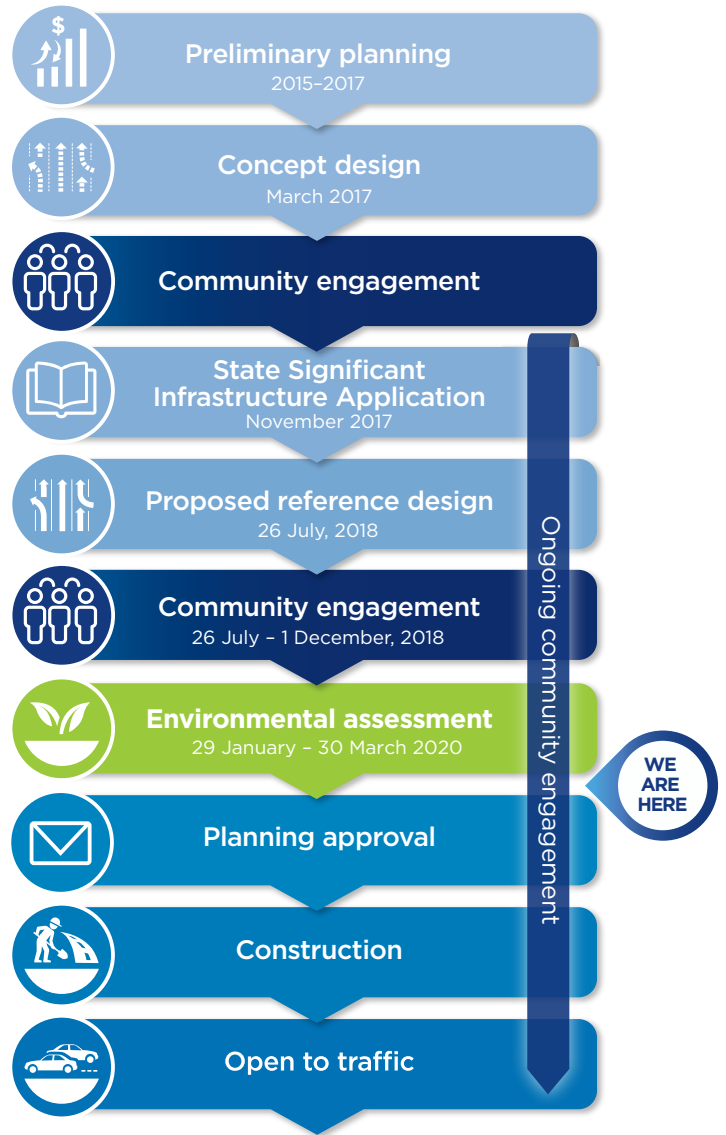 $
Preliminary planning
2015–2017
Concept design
March 2017
Community engagement
State Significant
Infrastructure Application
November 2017
Proposed reference design
26 July, 2018
Community engagement
26 July – 1 December, 2018
Environmental assessment
29 January – 30 March 2020
Planning approval
Construction
Open to traffic
Ongoing community engagement
WE
ARE
HERE